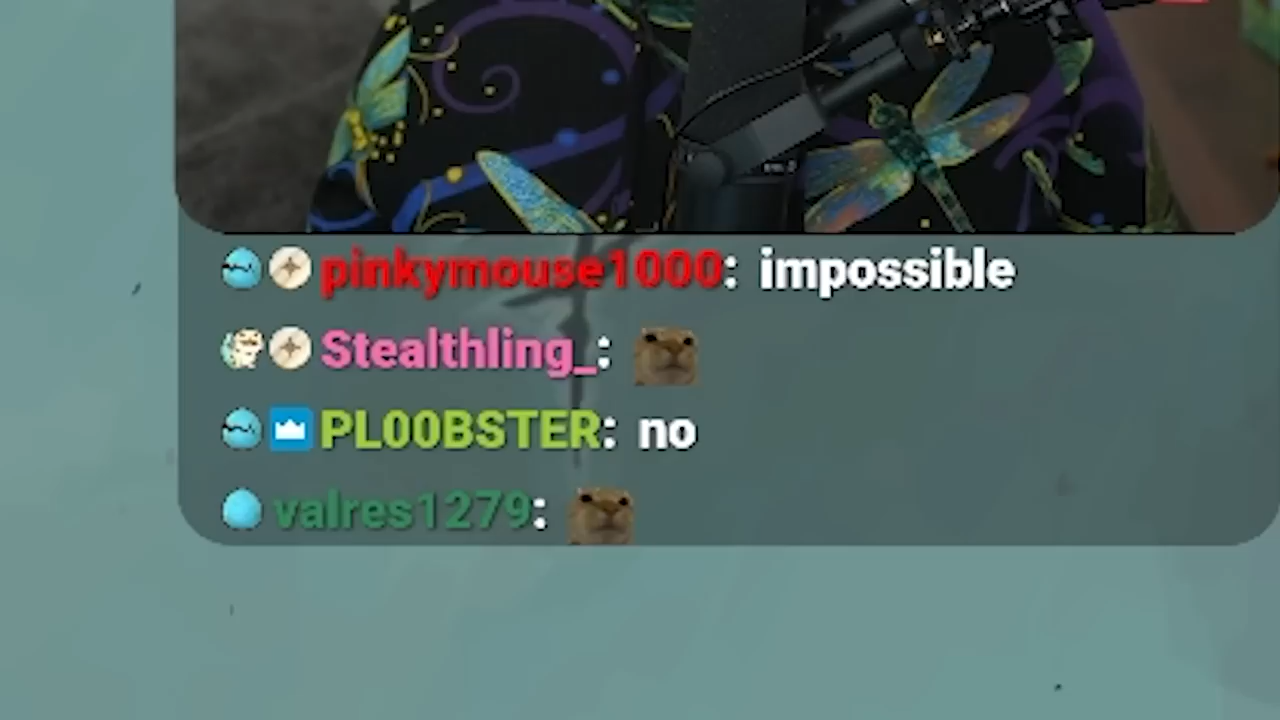 pinkymouse1000: impossible
Stealthling_:
PL00BSTER: no
valres1279: